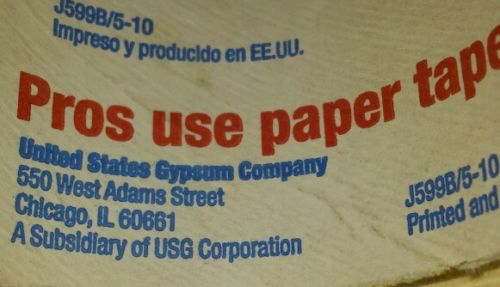 J599B/5-10
Impreso y producido en EE.UU.
Pros use paper tape
United States Gypsum Company
550 West Adams Street
Chicago, IL 60661
A Subsidiary of USG Corporation
J599B/5-10
Printed and